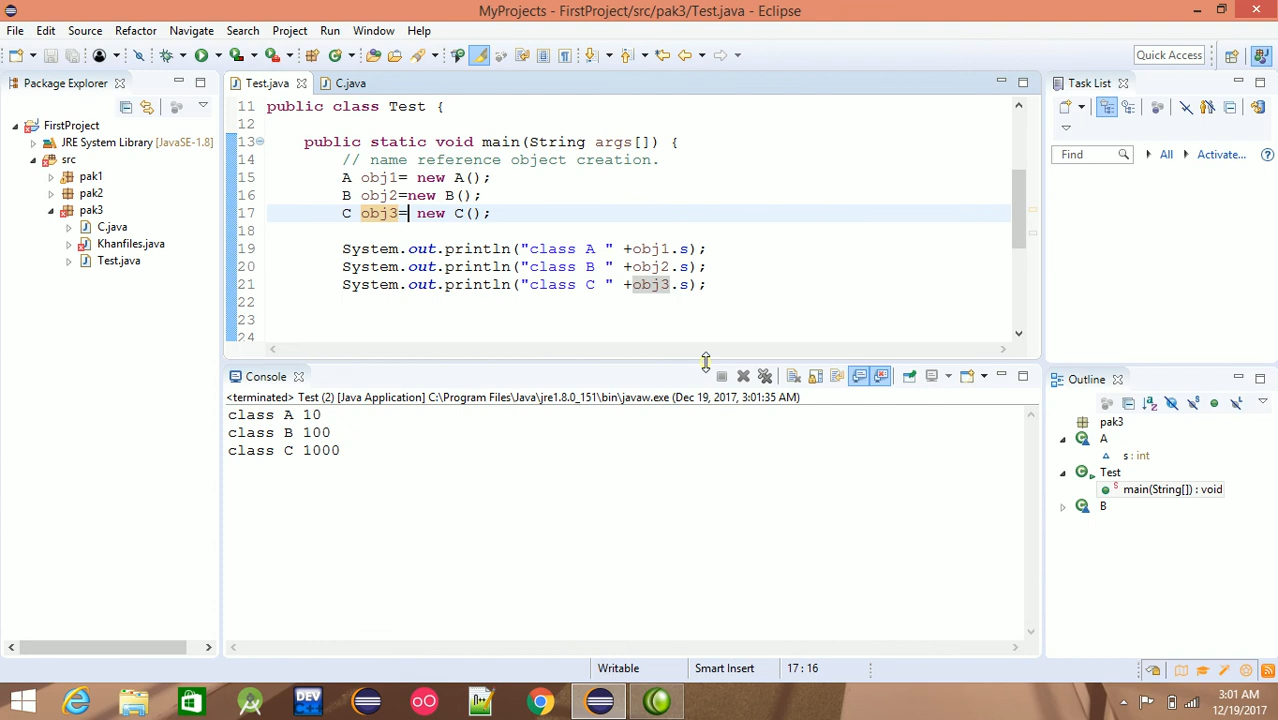 MyProjects - FirstProject/src/pak3/Test.java - Eclipse
File Edit Source Refactor Navigate Search Project Run Window Help
Quick Access
Package Explorer
FirstProject
JRE System Library [JavaSE-1.8]
src
pak1
pak2
pak3
C.java
Khanfiles.java
Test.java
Test.java C.java
11 public class Test {
12
13 public static void main(String args[]) {
14 // name reference object creation.
15 A obj1= new A();
16 B obj2=new B();
17 C obj3= new C();
18
19 System.out.println("class A " +obj1.s);
20 System.out.println("class B " +obj2.s);
21 System.out.println("class C " +obj3.s);
22
23
24
Console
<terminated> Test (2) [Java Application] C:\Program Files\Java\jre1.8.0_151\bin\javaw.exe (Dec 19, 2017, 3:01:35 AM)
class A 10
class B 100
class C 1000
Task List
Find All Activate...
Outline
pak3
A
s : int
Test
main(String[]) : void
B
Writable Smart Insert 17 : 16
DEV
3:01 AM
12/19/2017